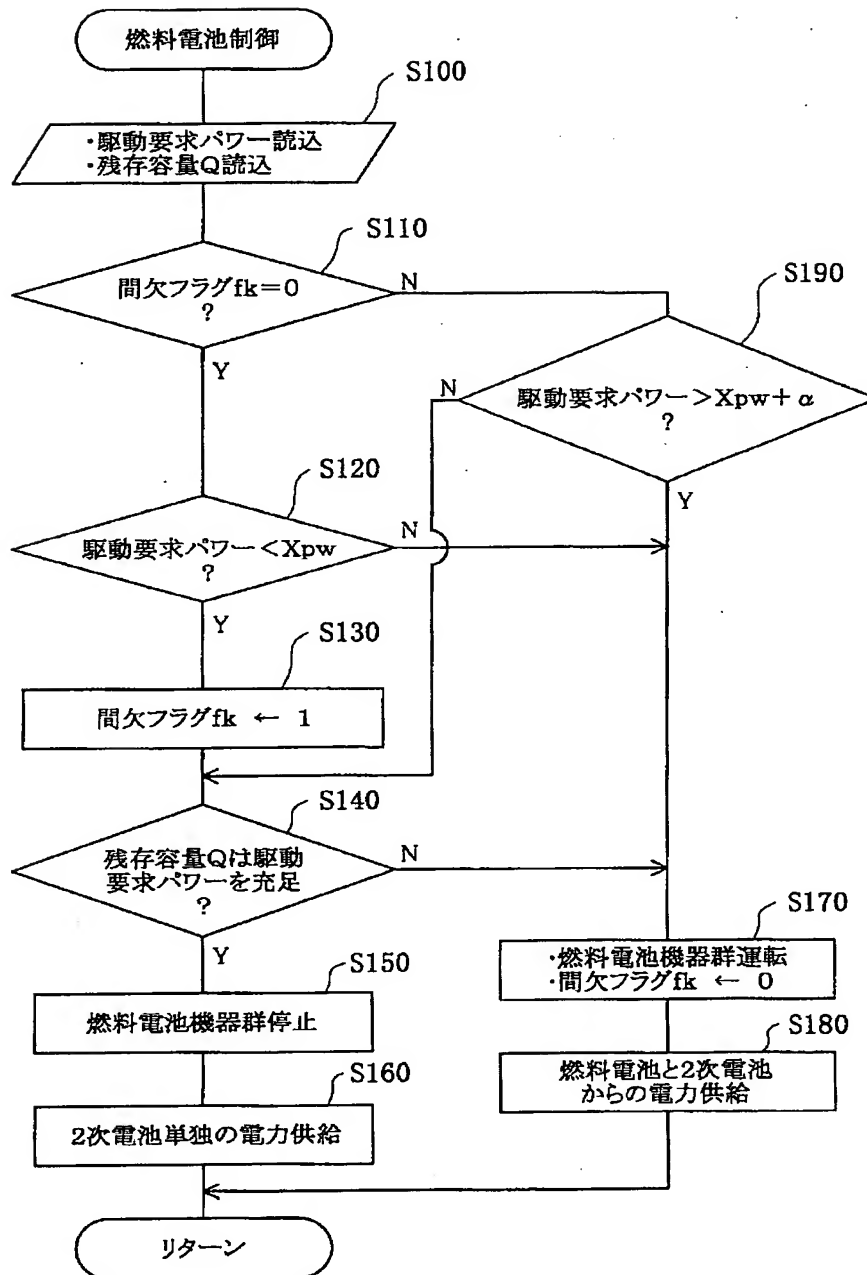 燃料電池制御
S100
・駆動要求パワー読込
・残存容量Q読込
S110
間欠フラグfk=0
?
N
Y
S190
駆動要求パワー>Xpw+α
?
N
Y
S120
駆動要求パワー<Xpw
?
N
Y
S130
間欠フラグfk ← 1
S140
残存容量Qは駆動
要求パワーを充足
?
N
Y
S150
燃料電池機器群停止
S160
2次電池単独の電力供給
S170
・燃料電池機器群運転
・間欠フラグfk ← 0
S180
燃料電池と2次電池
からの電力供給
リターン